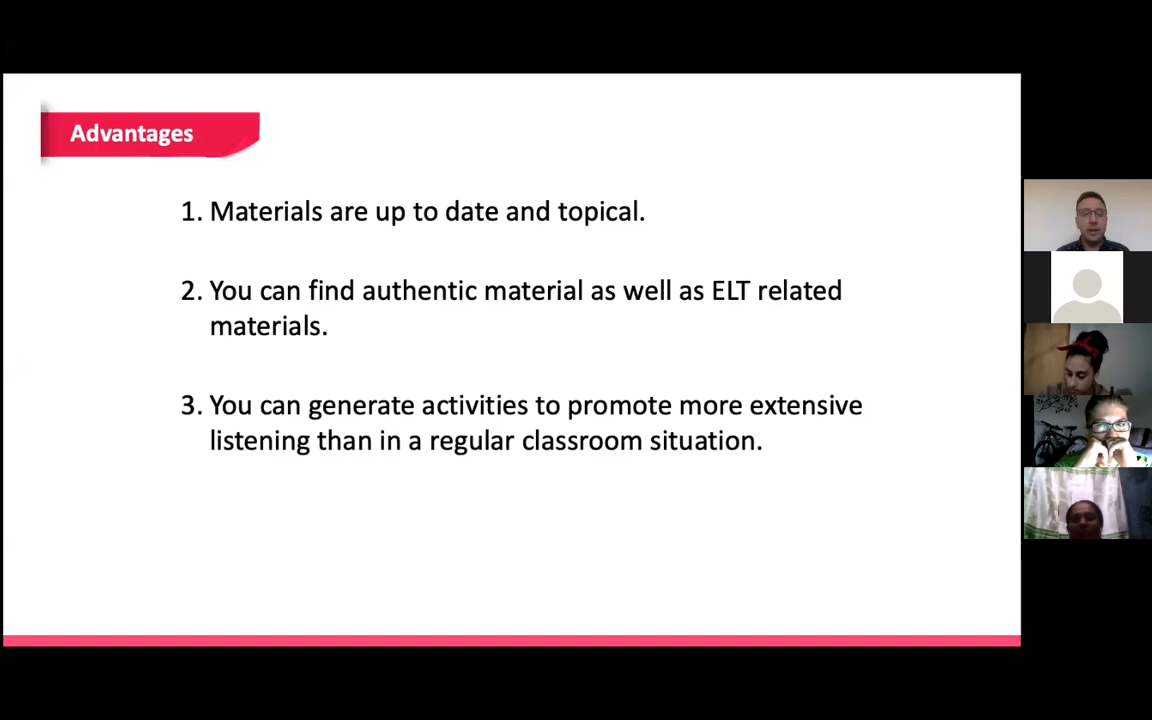 Advantages
1. Materials are up to date and topical.
2. You can find authentic material as well as ELT related
materials.
3. You can generate activities to promote more extensive
listening than in a regular classroom situation.